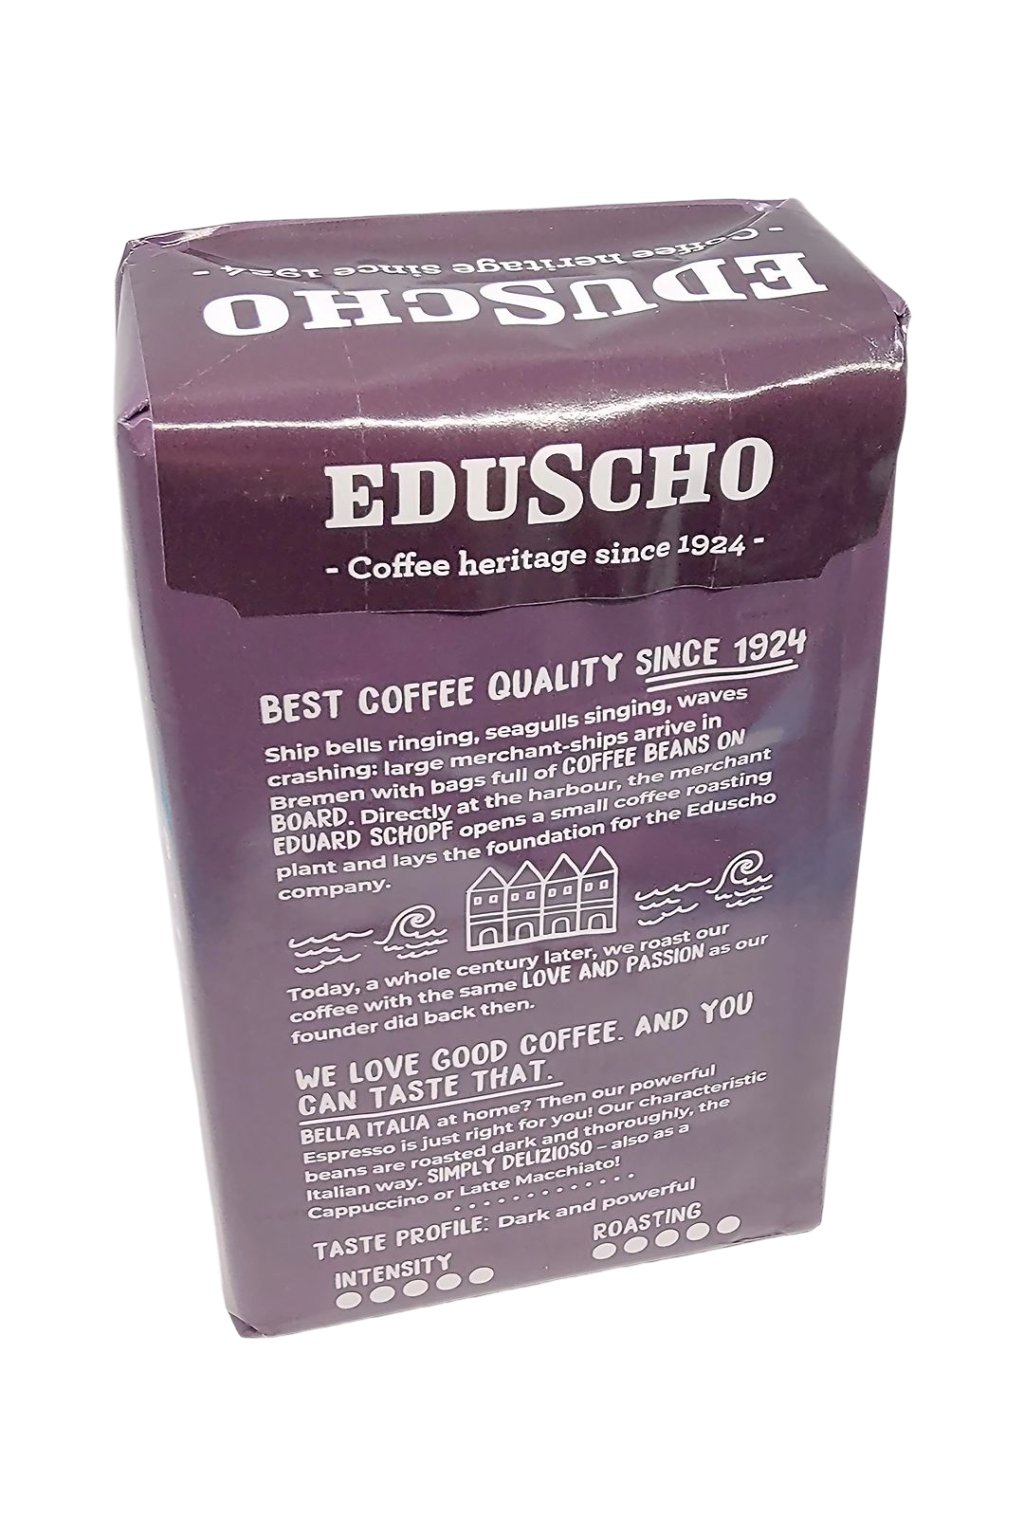 - Coffee heritage since 1924 -
EDUSCHO
EDUSCHO
- Coffee heritage since 1924 -
BEST COFFEE QUALITY SINCE 1924
Ship bells ringing, seagulls singing, waves
crashing: large merchant-ships arrive in
Bremen with bags full of COFFEE BEANS ON
BOARD. Directly at the harbour, the merchant
EDUARD SCHOPF opens a small coffee roasting
plant and lays the foundation for the Eduscho
company.
Today, a whole century later, we roast our
coffee with the same LOVE AND PASSION as our
founder did back then.
WE LOVE GOOD COFFEE. AND YOU
CAN TASTE THAT.
BELLA ITALIA at home? Then our powerful
Espresso is just right for you! Our characteristic
beans are roasted dark and thoroughly, the
Italian way. SIMPLY DELIZIOSO – also as a
Cappuccino or Latte Macchiato!
TASTE PROFILE: Dark and powerful
INTENSITY ROASTING